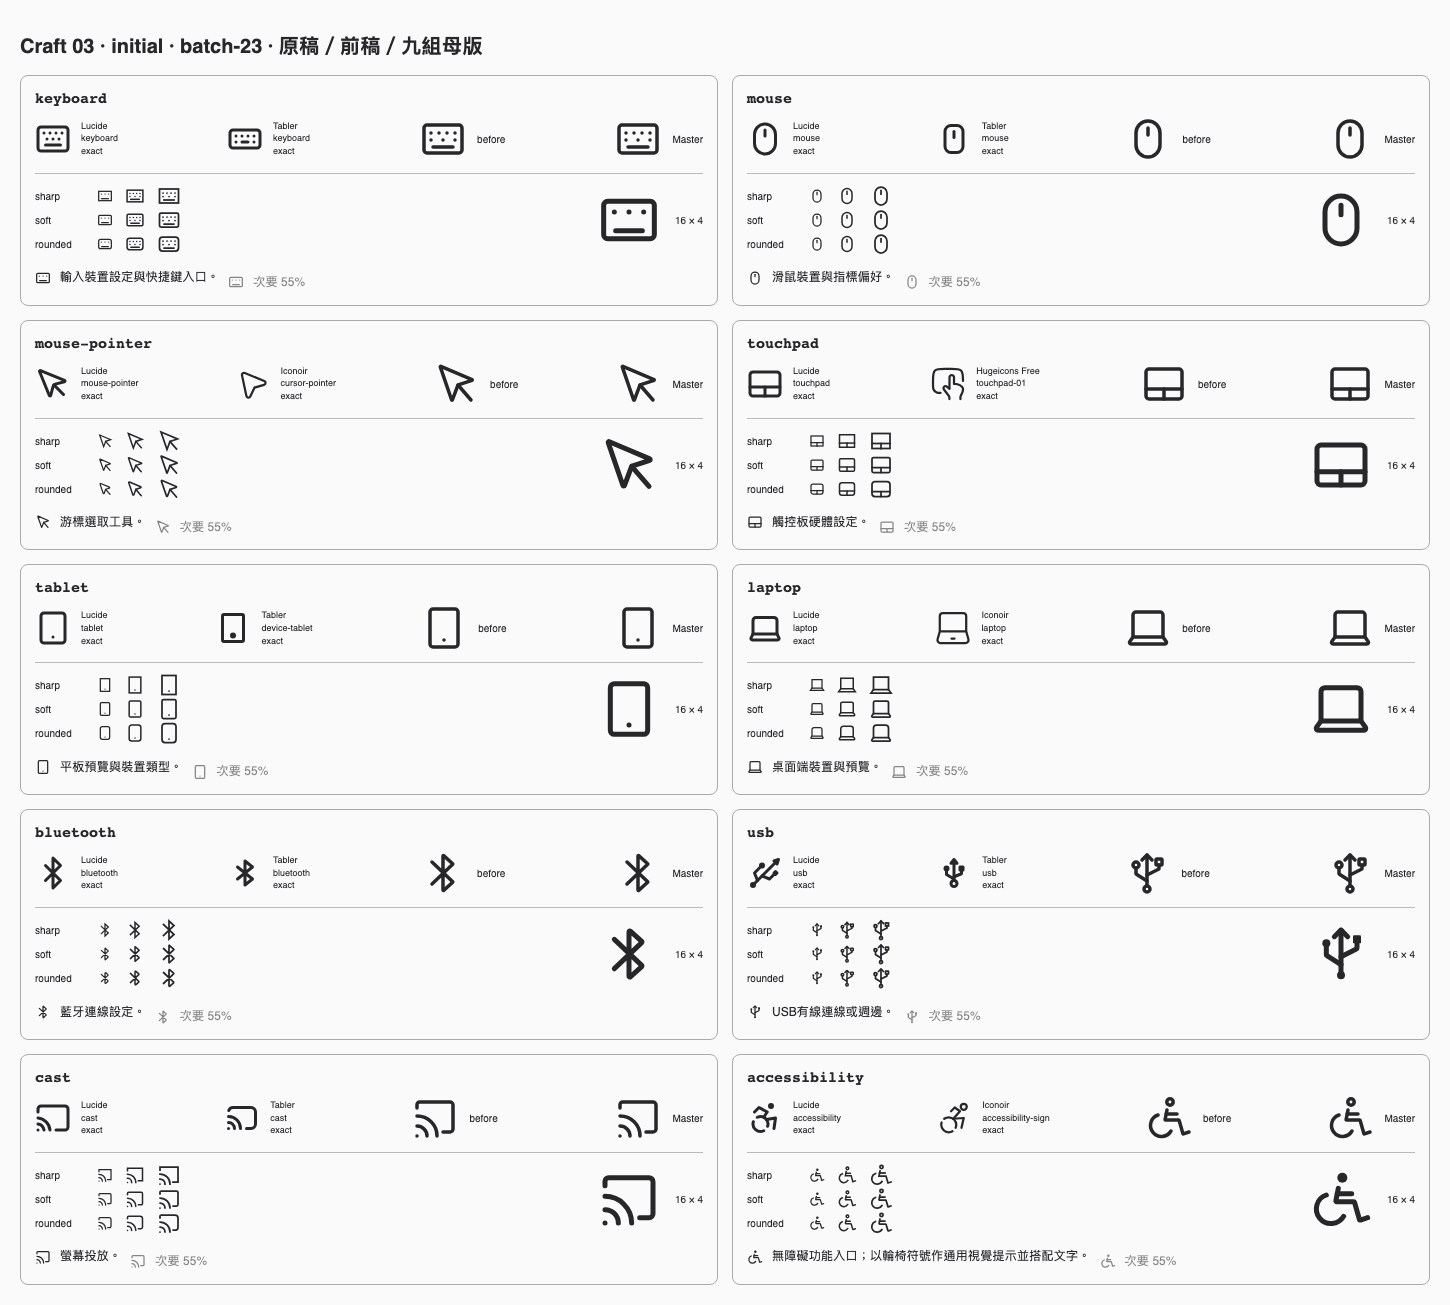 Craft 03 · initial · batch-23 · 原稿 / 前稿 / 九組母版
keyboard
Lucide
keyboard
exact
Tabler
keyboard
exact
before
Master
sharp
soft
rounded
16 × 4
輸入裝置設定與快捷鍵入口。
次要 55%
mouse
Lucide
mouse
exact
Tabler
mouse
exact
before
Master
sharp
soft
rounded
16 × 4
滑鼠裝置與指標偏好。
次要 55%
mouse-pointer
Lucide
mouse-pointer
exact
Iconoir
cursor-pointer
exact
before
Master
sharp
soft
rounded
16 × 4
游標選取工具。
次要 55%
touchpad
Lucide
touchpad
exact
Hugeicons Free
touchpad-01
exact
before
Master
sharp
soft
rounded
16 × 4
觸控板硬體設定。
次要 55%
tablet
Lucide
tablet
exact
Tabler
device-tablet
exact
before
Master
sharp
soft
rounded
16 × 4
平板預覽與裝置類型。
次要 55%
laptop
Lucide
laptop
exact
Iconoir
laptop
exact
before
Master
sharp
soft
rounded
16 × 4
桌面端裝置與預覽。
次要 55%
bluetooth
Lucide
bluetooth
exact
Tabler
bluetooth
exact
before
Master
sharp
soft
rounded
16 × 4
藍牙連線設定。
次要 55%
usb
Lucide
usb
exact
Tabler
usb
exact
before
Master
sharp
soft
rounded
16 × 4
USB有線連線或週邊。
次要 55%
cast
Lucide
cast
exact
Tabler
cast
exact
before
Master
sharp
soft
rounded
16 × 4
螢幕投放。
次要 55%
accessibility
Lucide
accessibility
exact
Iconoir
accessibility-sign
exact
before
Master
sharp
soft
rounded
16 × 4
無障礙功能入口；以輪椅符號作通用視覺提示並搭配文字。
次要 55%